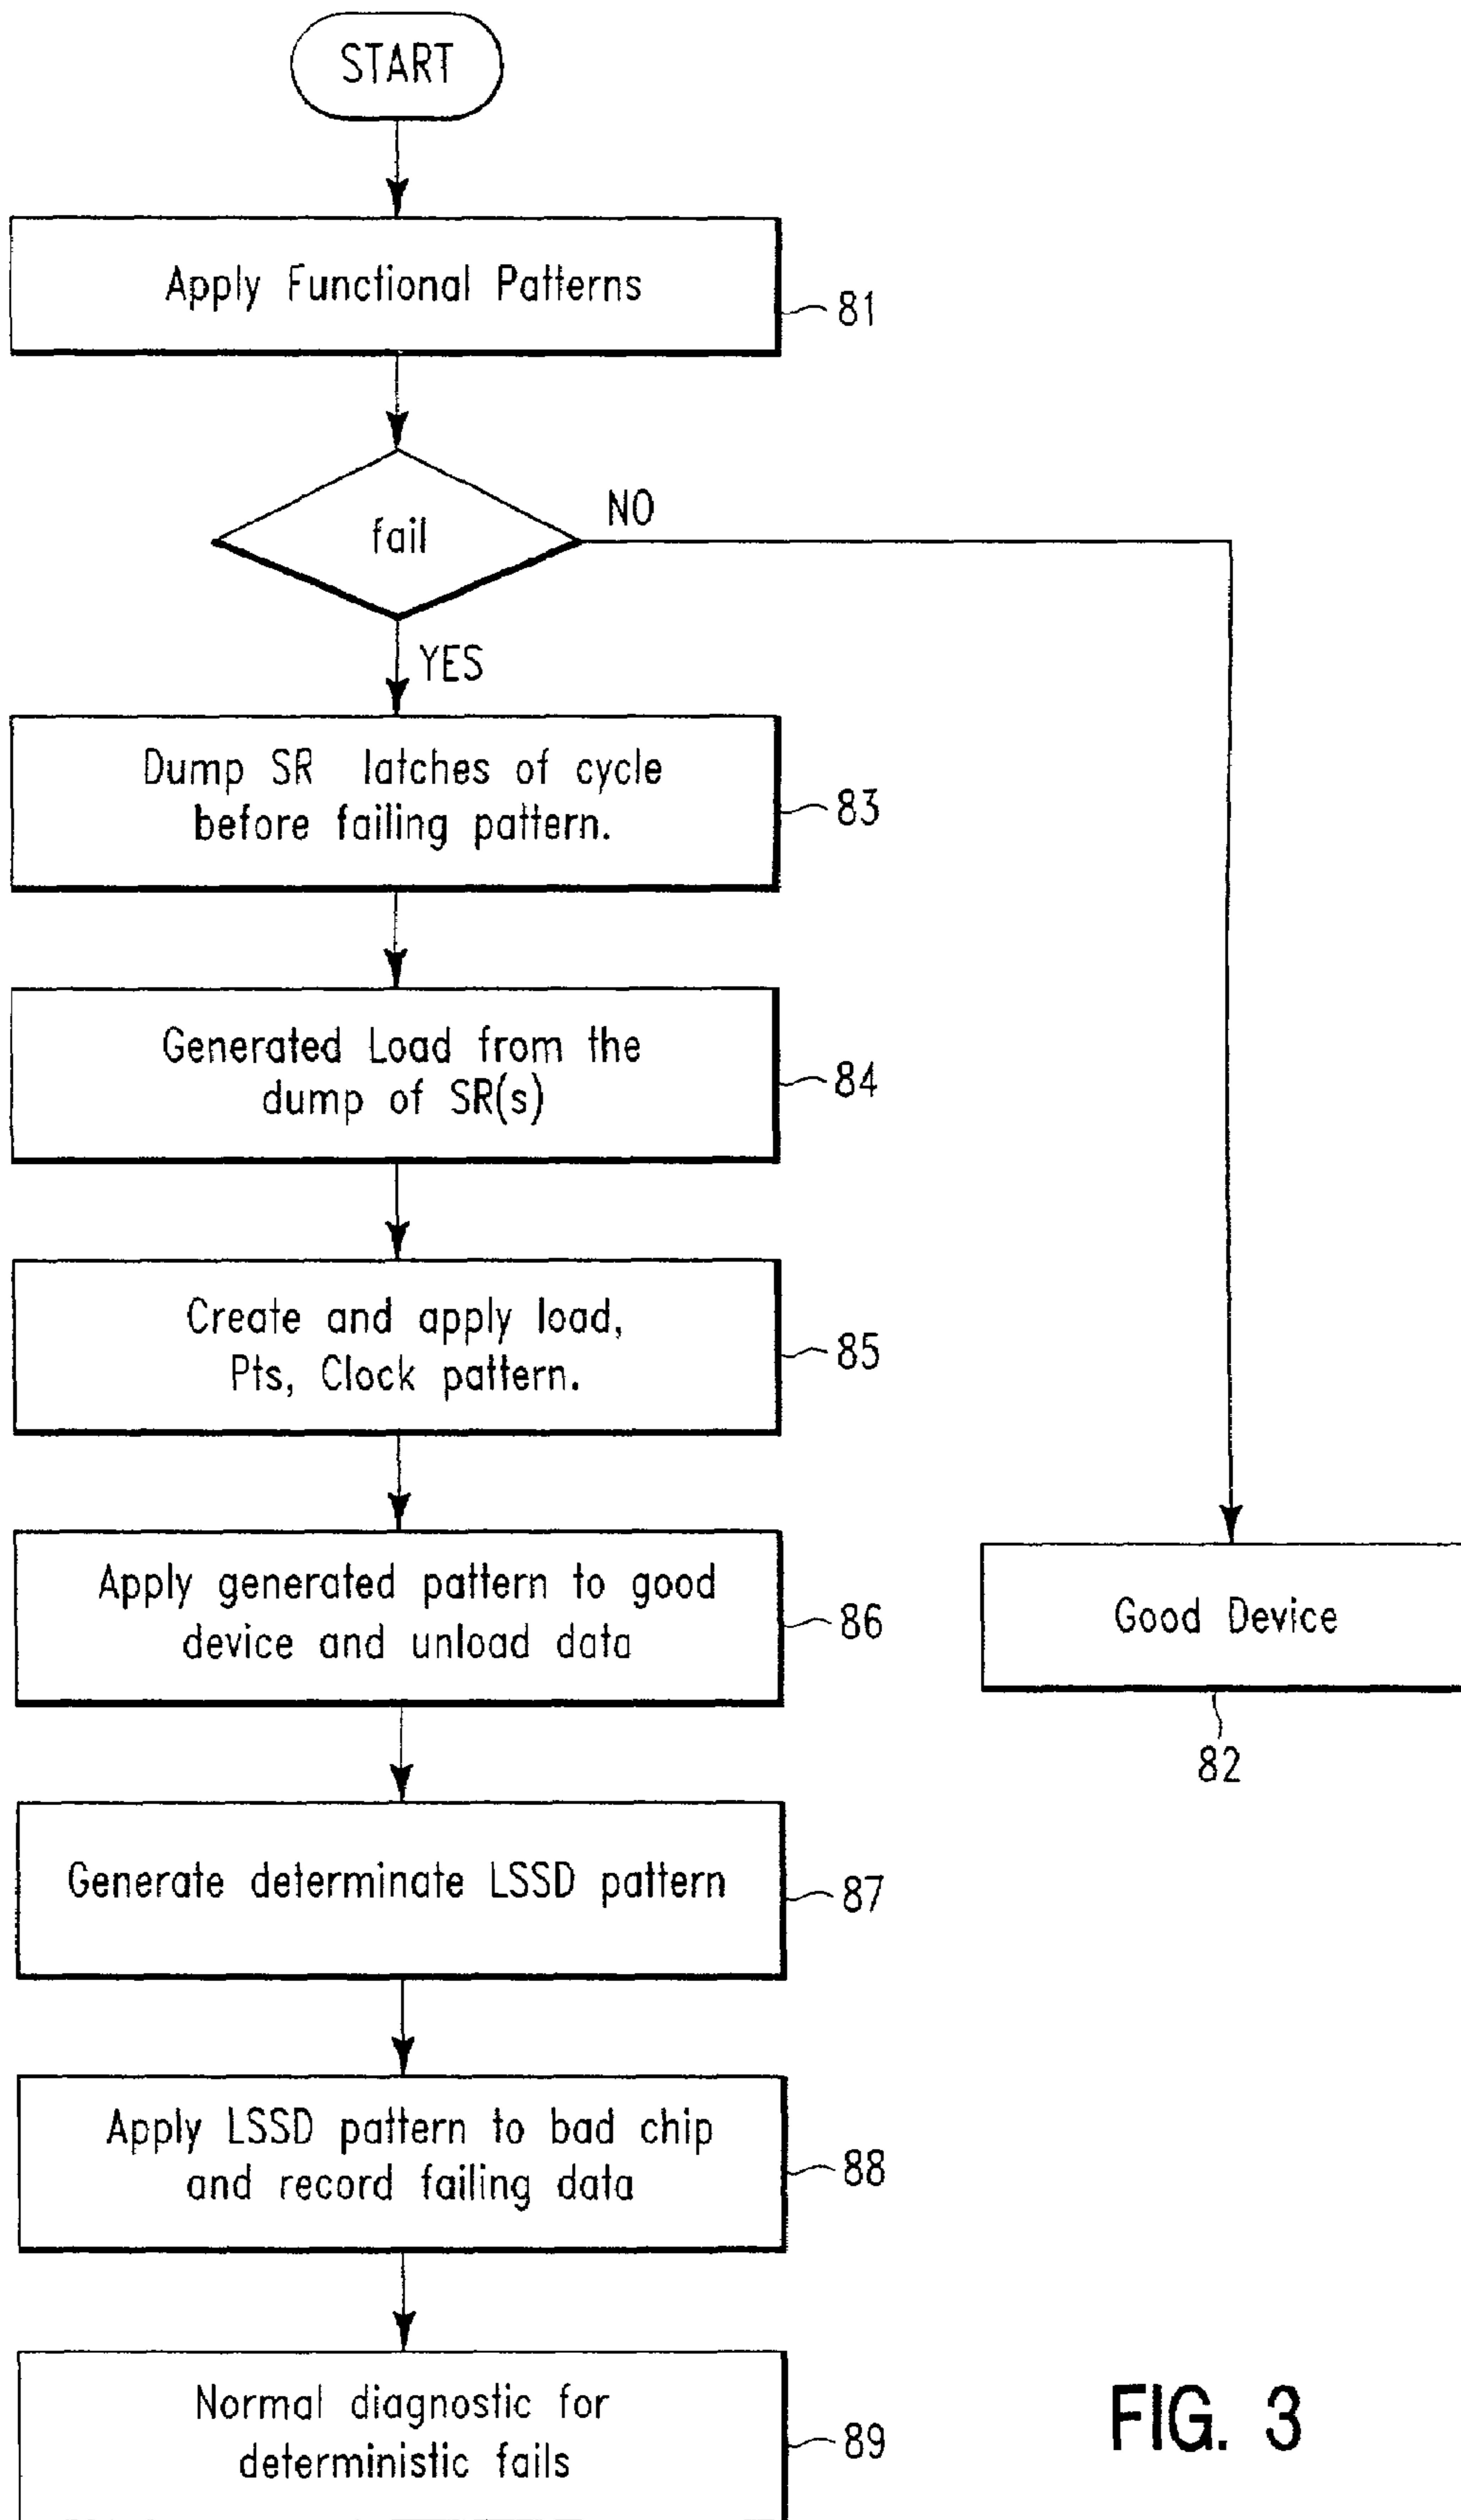 START
Apply Functional Patterns
81
fail
NO
YES
Dump SR latches of cycle
before failing pattern.
83
Generated Load from the
dump of SR(s)
84
Create and apply load,
Pts, Clock pattern.
85
Apply generated pattern to good
device and unload data
86
Good Device
82
Generate determinate LSSD pattern
87
Apply LSSD pattern to bad chip
and record failing data
88
Normal diagnostic for
deterministic fails
89
FIG. 3